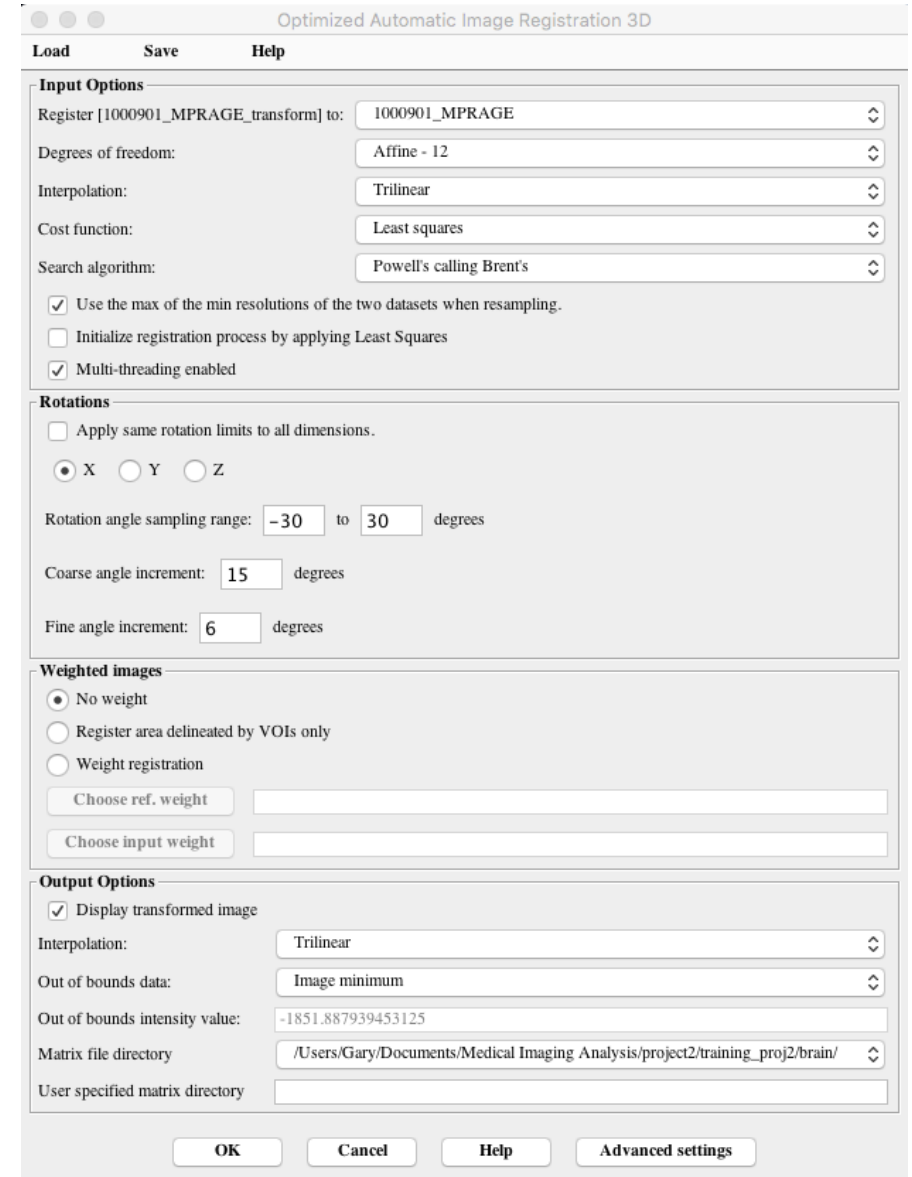 Optimized Automatic Image Registration 3D
Load Save Help
Input Options
Register [1000901_MPRAGE_transform] to: 1000901_MPRAGE
Degrees of freedom: Affine - 12
Interpolation: Trilinear
Cost function: Least squares
Search algorithm: Powell's calling Brent's
Use the max of the min resolutions of the two datasets when resampling.
Initialize registration process by applying Least Squares
Multi-threading enabled
Rotations
Apply same rotation limits to all dimensions.
X Y Z
Rotation angle sampling range: -30 to 30 degrees
Coarse angle increment: 15 degrees
Fine angle increment: 6 degrees
Weighted images
No weight
Register area delineated by VOIs only
Weight registration
Choose ref. weight
Choose input weight
Output Options
Display transformed image
Interpolation: Trilinear
Out of bounds data: Image minimum
Out of bounds intensity value: -1851.887939453125
Matrix file directory /Users/Gary/Documents/Medical Imaging Analysis/project2/training_proj2/brain/
User specified matrix directory
OK Cancel Help Advanced settings